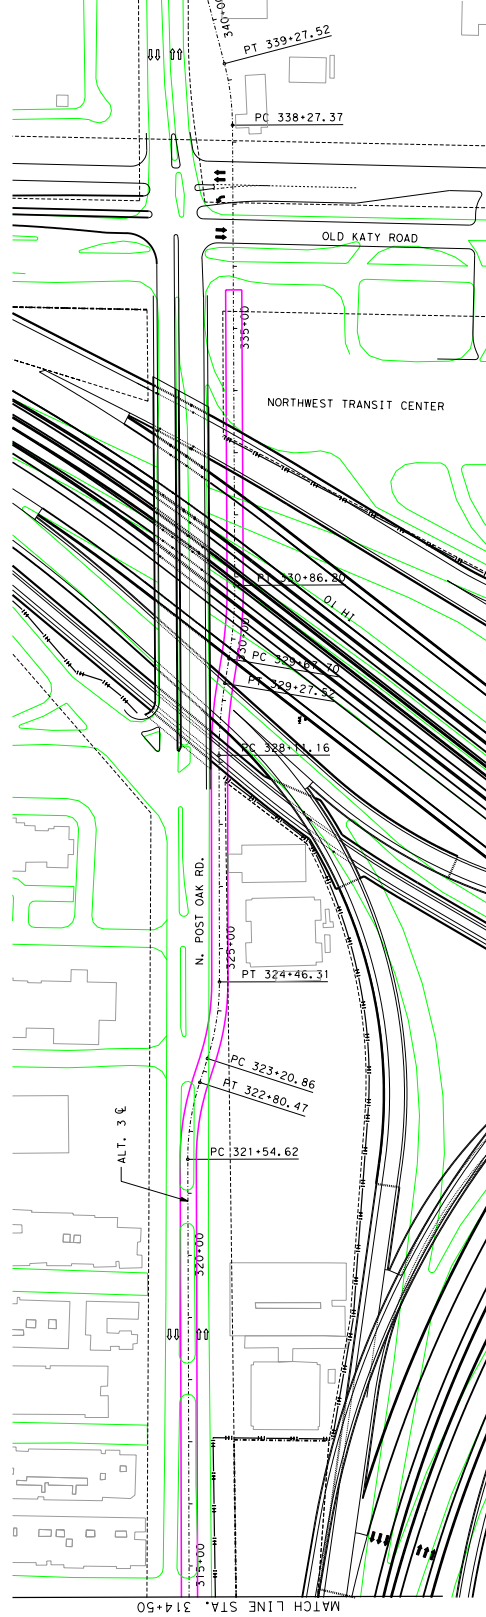 340+00
PT 339+27.52
PC 338+27.37
OLD KATY ROAD
335+00
NORTHWEST TRANSIT CENTER
PT 330+86.20
IH 10
330+00
PC 329+67.70
PT 329+27.52
PC 328+11.16
N. POST OAK RD.
325+00
PT 324+46.31
PC 323+20.86
PT 322+80.47
ALT. 3 ℄
PC 321+54.62
320+00
315+00
MATCH LINE STA. 314+50